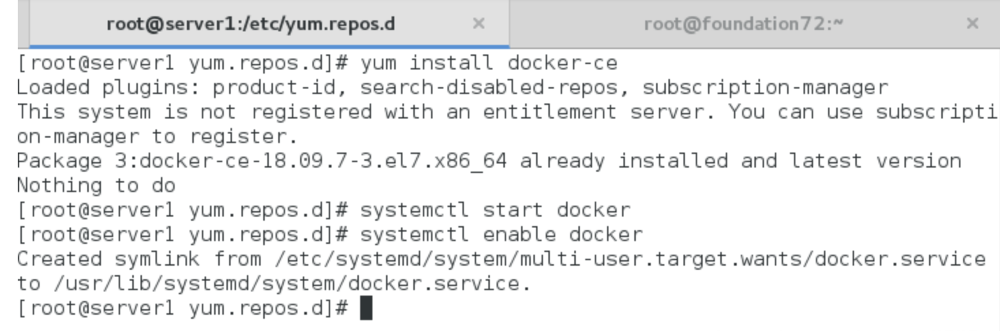 root@server1:/etc/yum.repos.d × root@foundation72:~ ×
[root@server1 yum.repos.d]# yum install docker-ce
Loaded plugins: product-id, search-disabled-repos, subscription-manager
This system is not registered with an entitlement server. You can use subscripti
on-manager to register.
Package 3:docker-ce-18.09.7-3.el7.x86_64 already installed and latest version
Nothing to do
[root@server1 yum.repos.d]# systemctl start docker
[root@server1 yum.repos.d]# systemctl enable docker
Created symlink from /etc/systemd/system/multi-user.target.wants/docker.service
to /usr/lib/systemd/system/docker.service.
[root@server1 yum.repos.d]#